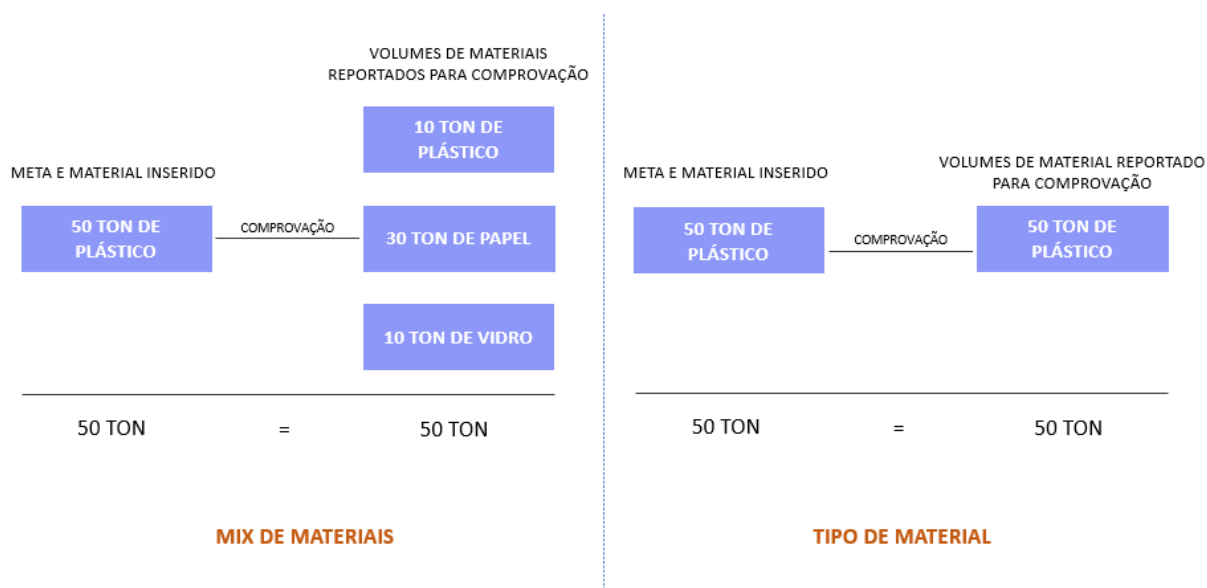 VOLUMES DE MATERIAIS
REPORTADOS PARA COMPROVAÇÃO
10 TON DE
PLÁSTICO
META E MATERIAL INSERIDO
50 TON DE
PLÁSTICO
COMPROVAÇÃO
30 TON DE PAPEL
10 TON DE VIDRO
50 TON
=
50 TON
MIX DE MATERIAIS
META E MATERIAL INSERIDO
VOLUMES DE MATERIAL REPORTADO
PARA COMPROVAÇÃO
50 TON DE
PLÁSTICO
COMPROVAÇÃO
50 TON DE
PLÁSTICO
50 TON
=
50 TON
TIPO DE MATERIAL